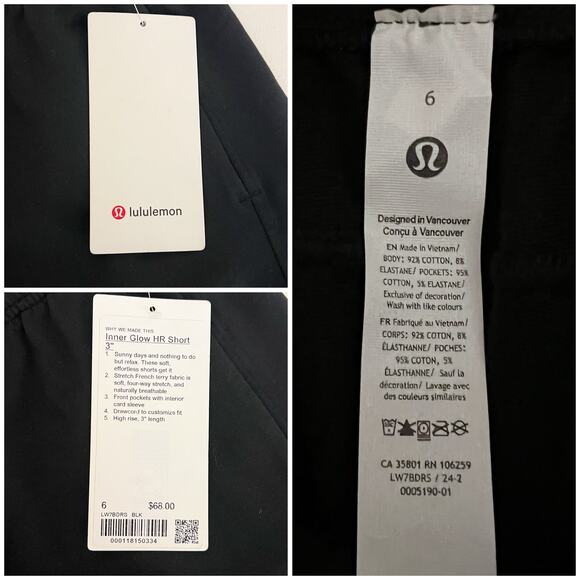 lululemon
WHY WE MADE THIS
Inner Glow HR Short
3"
1. Sunny days and nothing to do
but relax. These soft,
effortless shorts get it
2. Stretch French terry fabric is
soft, four-way stretch, and
naturally breathable
3. Front pockets with interior
card sleeve
4. Drawcord to customize fit
5. High rise, 3" length
6 $68.00
LW7BDRS BLK
000118150334
6
Designed in Vancouver
Conçu à Vancouver
EN Made in Vietnam/
BODY: 92% COTTON, 8%
ELASTANE/ POCKETS: 95%
COTTON, 5% ELASTANE/
Exclusive of decoration/
Wash with like colours
FR Fabriqué au Vietnam/
CORPS: 92% COTON, 8%
ÉLASTHANNE/ POCHES:
95% COTON, 5%
ÉLASTHANNE/ Sauf la
décoration/ Lavage avec
des couleurs similaires
CA 35801 RN 106259
LW7BDRS / 24-2
0005190-01